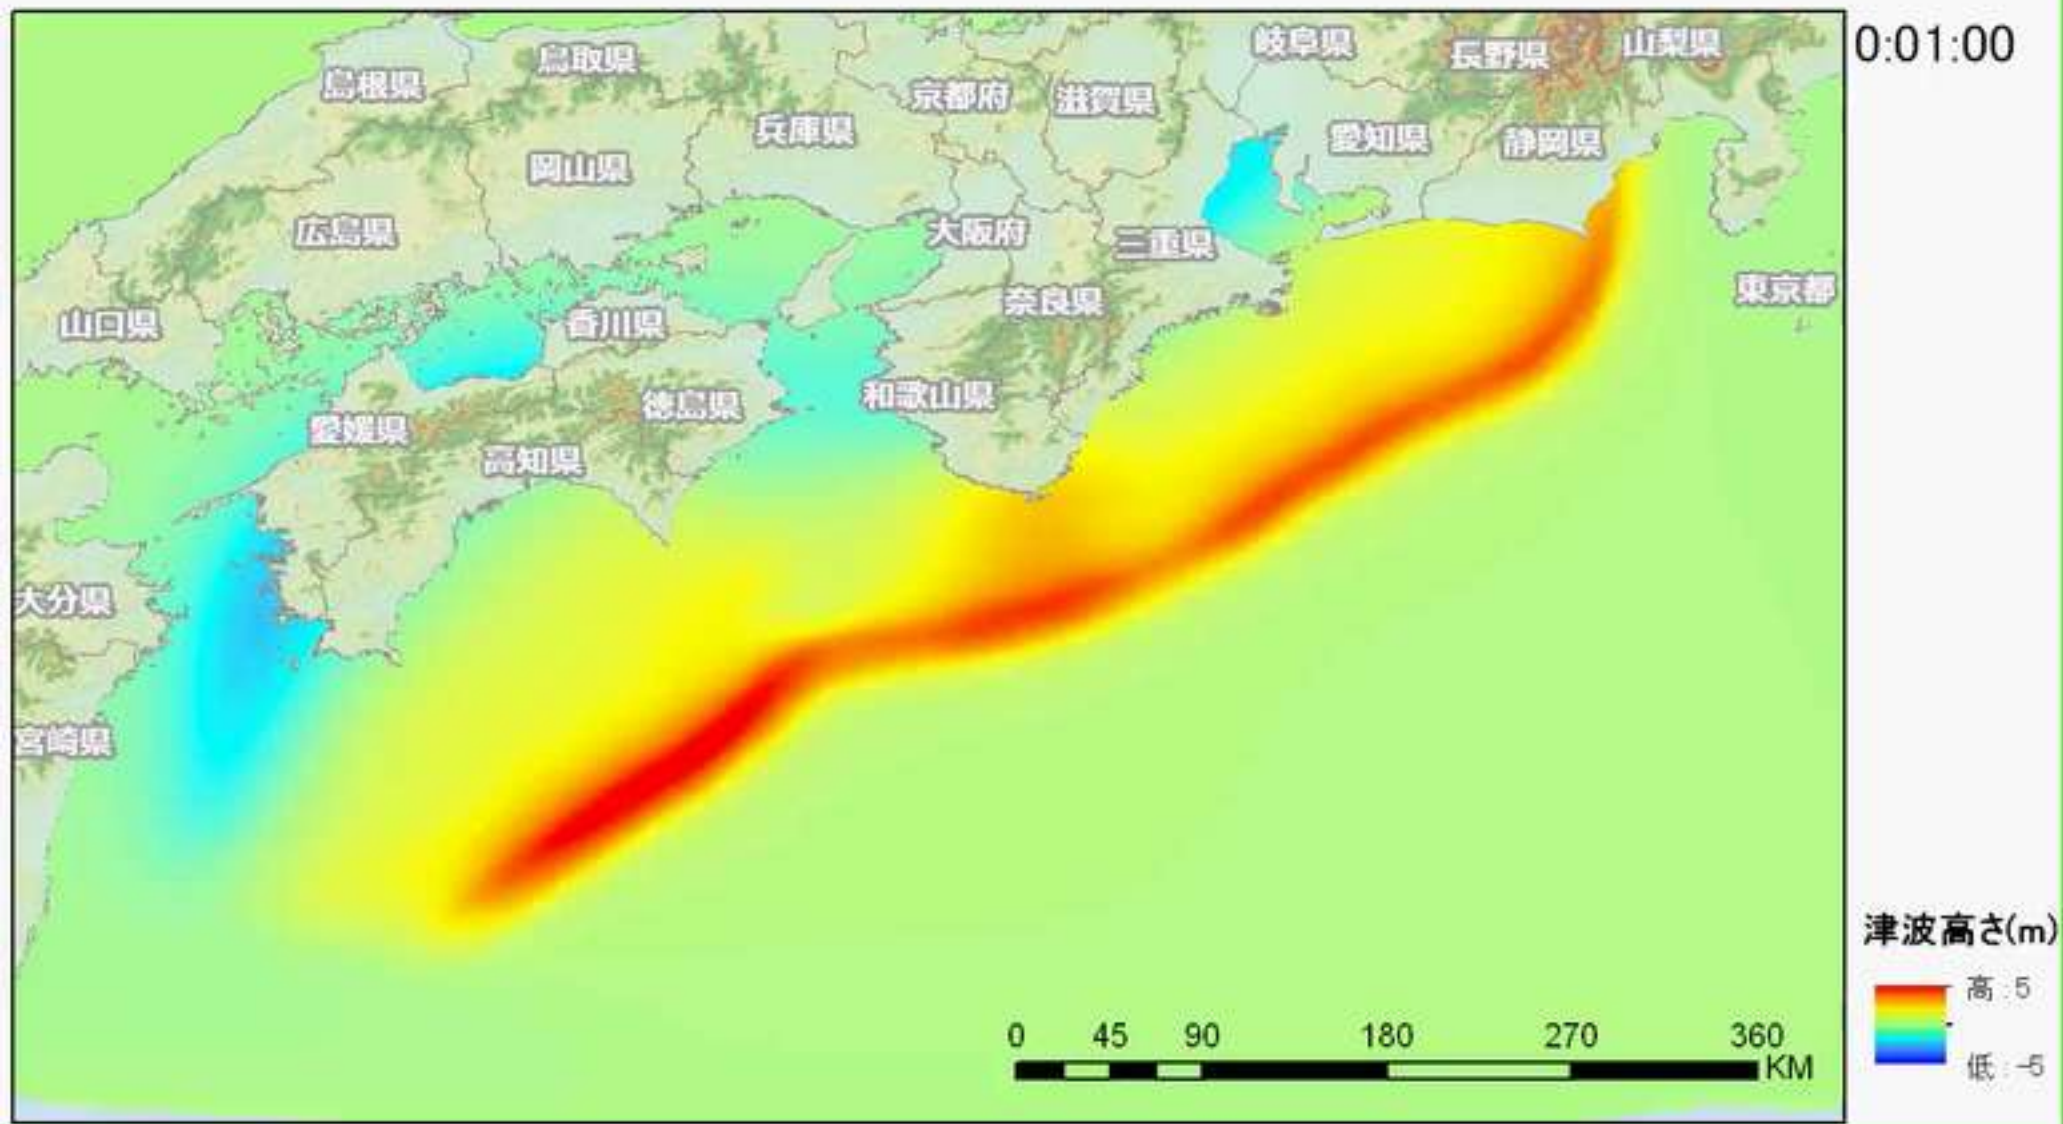 0:01:00
岐阜県
長野県
山梨県
鳥取県
島根県
京都府
滋賀県
兵庫県
愛知県
静岡県
岡山県
広島県
大阪府
三重県
奈良県
東京都
山口県
香川県
和歌山県
徳島県
愛媛県
高知県
大分県
宮崎県
津波高さ(m)
高 : 5
低 : -5
0 45 90 180 270 360
KM